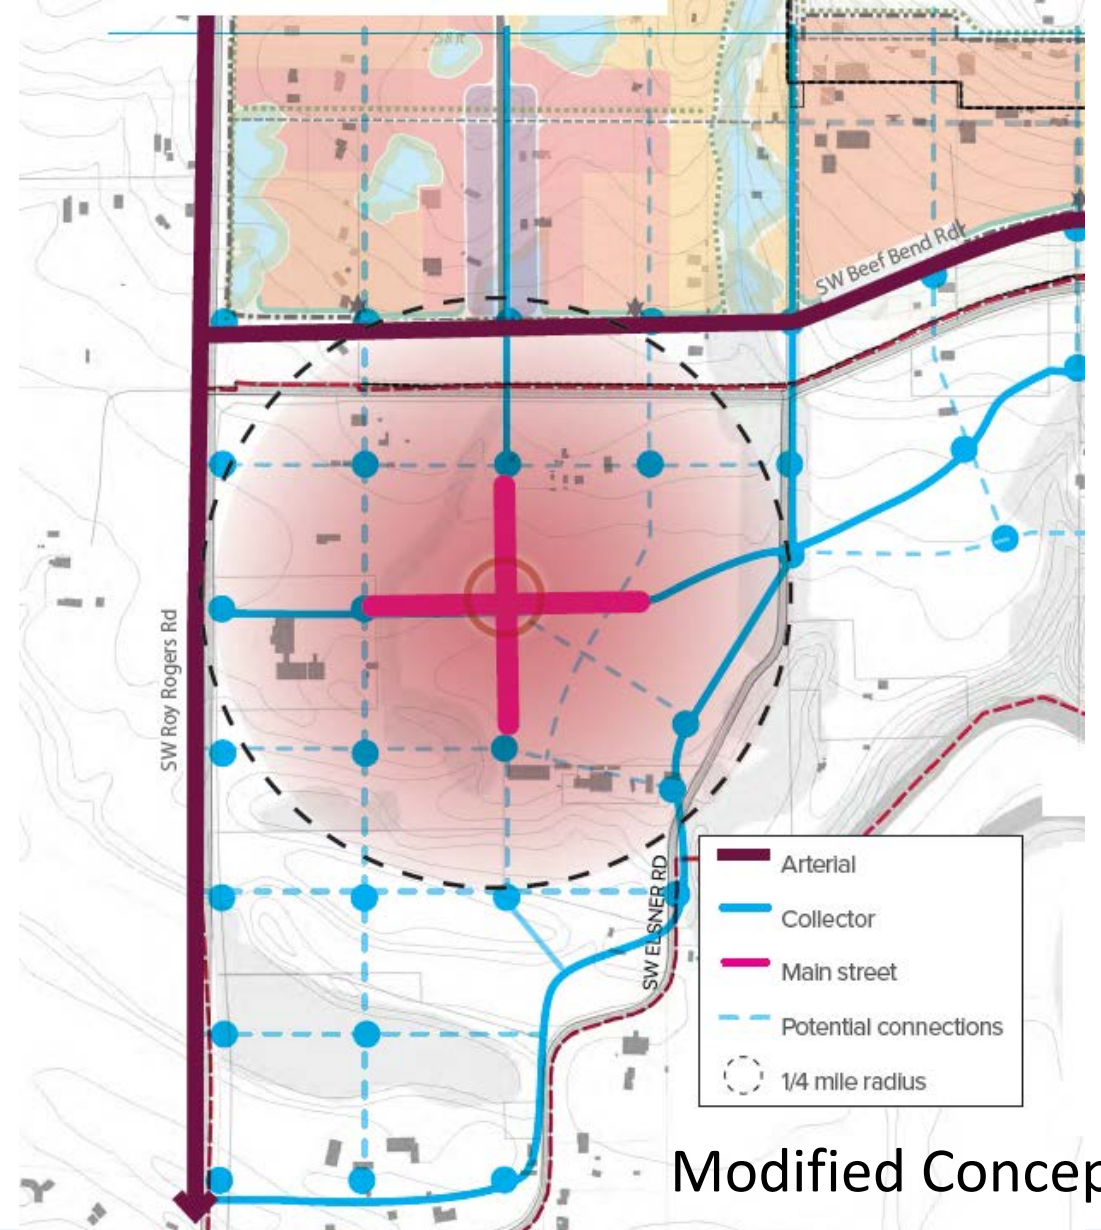 SW Beef Bend Rd
SW Roy Rogers Rd
SW ELSNER RD
Arterial
Collector
Main street
Potential connections
1/4 mile radius
Modified Concep